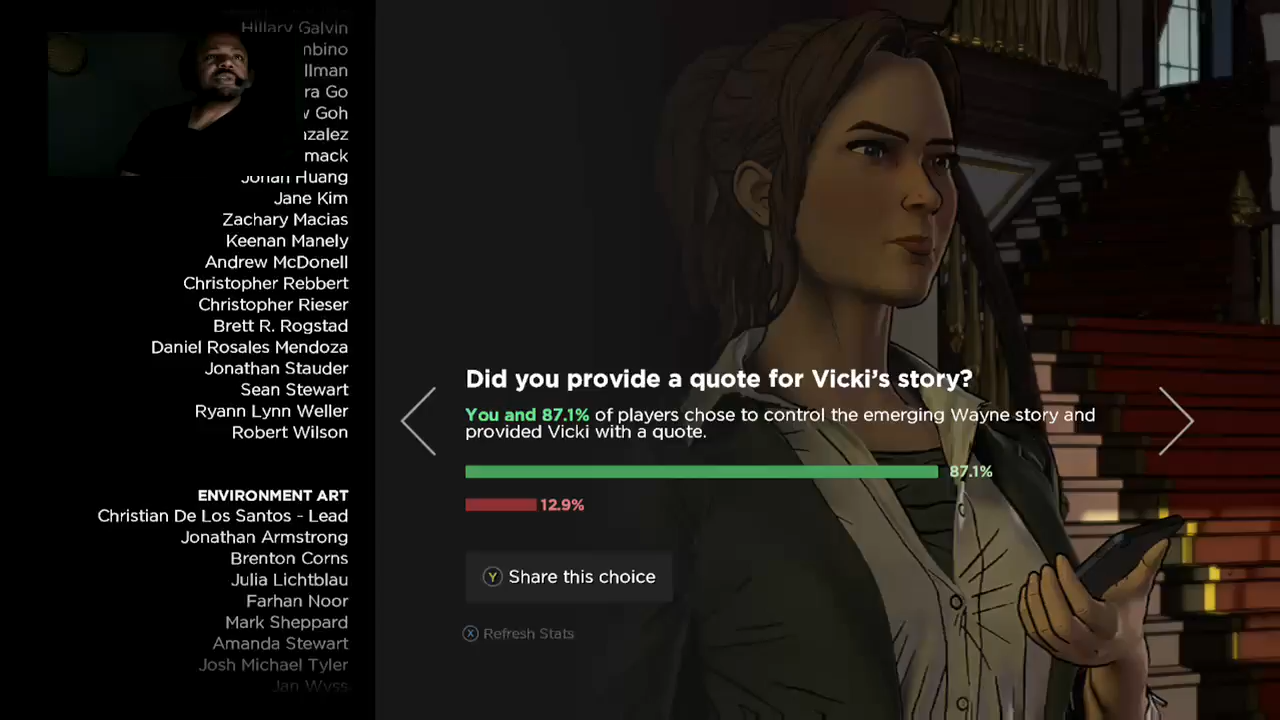 Hillary Galvin
Go
Goh
Huang
Jane Kim
Zachary Macias
Keenan Manely
Andrew McDonell
Christopher Rebbert
Christopher Rieser
Brett R. Rogstad
Daniel Rosales Mendoza
Jonathan Stauder
Sean Stewart
Ryann Lynn Weller
Robert Wilson
ENVIRONMENT ART
Christian De Los Santos - Lead
Jonathan Armstrong
Brenton Corns
Julia Lichtblau
Farhan Noor
Mark Sheppard
Amanda Stewart
Josh Michael Tyler
Jan Wyss
Did you provide a quote for Vicki's story?
You and 87.1% of players chose to control the emerging Wayne story and
provided Vicki with a quote.
87.1%
12.9%
Y Share this choice
X Refresh Stats